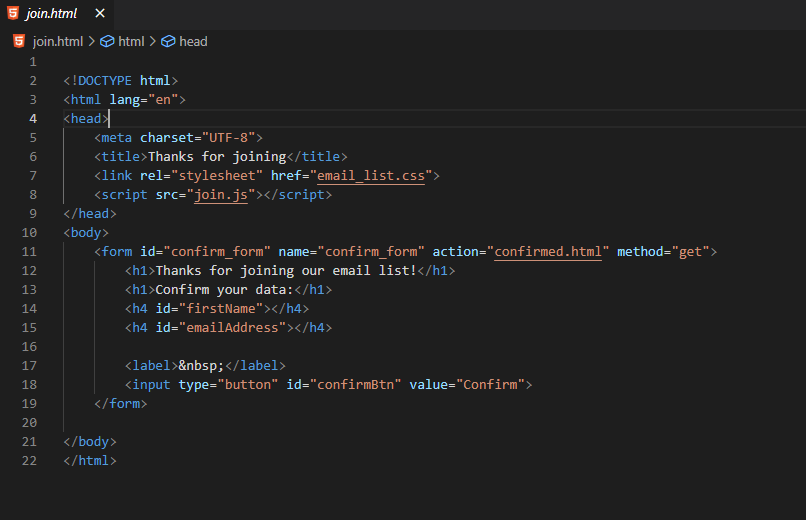 join.html
join.html > html > head
1
2 <!DOCTYPE html>
3 <html lang="en">
4 <head>
5     <meta charset="UTF-8">
6     <title>Thanks for joining</title>
7     <link rel="stylesheet" href="email_list.css">
8     <script src="join.js"></script>
9 </head>
10 <body>
11     <form id="confirm_form" name="confirm_form" action="confirmed.html" method="get">
12         <h1>Thanks for joining our email list!</h1>
13         <h1>Confirm your data:</h1>
14         <h4 id="firstName"></h4>
15         <h4 id="emailAddress"></h4>
16
17         <label>&nbsp;</label>
18         <input type="button" id="confirmBtn" value="Confirm">
19     </form>
20
21 </body>
22 </html>